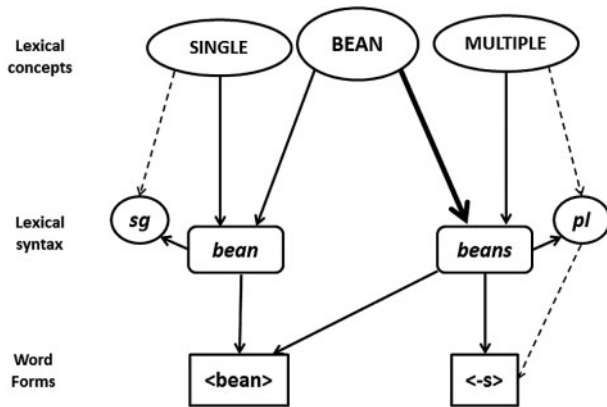 Lexical
concepts
SINGLE
BEAN
MULTIPLE
Lexical
syntax
sg
bean
beans
pl
Word
Forms
<bean>
<-s>